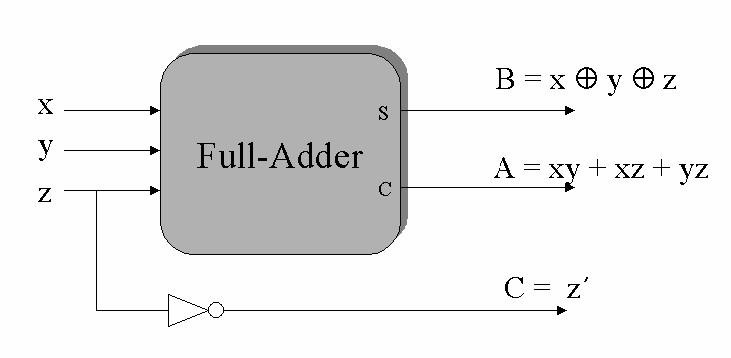 x
y
z
Full-Adder
S
C
B = x ⊕ y ⊕ z
A = xy + xz + yz
C = z′